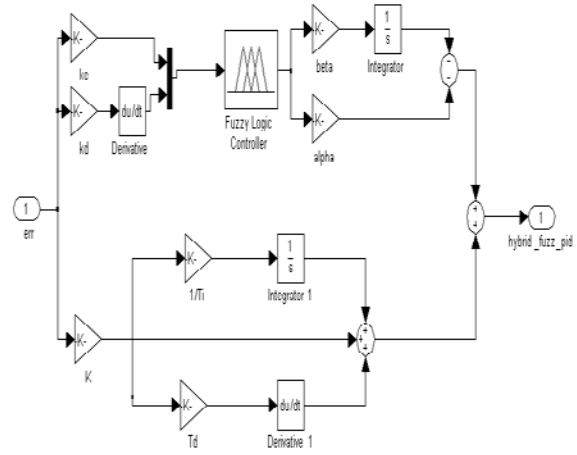 K-
ke
K-
kd
du/dt
Derivative
Fuzzy Logic
Controller
K-
beta
1
s
Integrator
K-
alpha
-
-
1
err
+
+
1
hybrid_fuzz_pid
K-
1/Ti
1
s
Integrator 1
K-
K
+
+
+
K-
Td
du/dt
Derivative 1